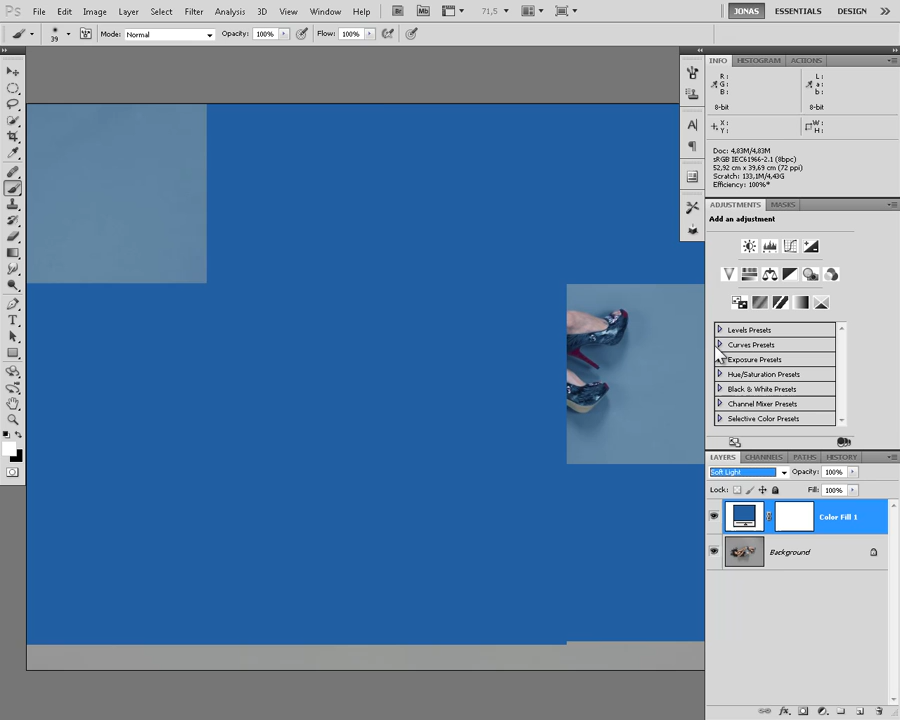 Ps File Edit Image Layer Select Filter Analysis 3D View Window Help Br Mb 71,5 JONAS ESSENTIALS DESIGN
39 Mode: Normal Opacity: 100% Flow: 100%
INFO HISTOGRAM ACTIONS
R: L:
G: a:
B: b:
8-bit 8-bit
X: W:
Y: H:
Doc: 4,83M/4,83M
sRGB IEC61966-2.1 (8bpc)
52,92 cm x 39,69 cm (72 ppi)
Scratch: 133,1M/4,43G
Efficiency: 100%*
ADJUSTMENTS MASKS
Add an adjustment
Levels Presets
Curves Presets
Exposure Presets
Hue/Saturation Presets
Black & White Presets
Channel Mixer Presets
Selective Color Presets
LAYERS CHANNELS PATHS HISTORY
Soft Light Opacity: 100%
Lock: Fill: 100%
Color Fill 1
Background